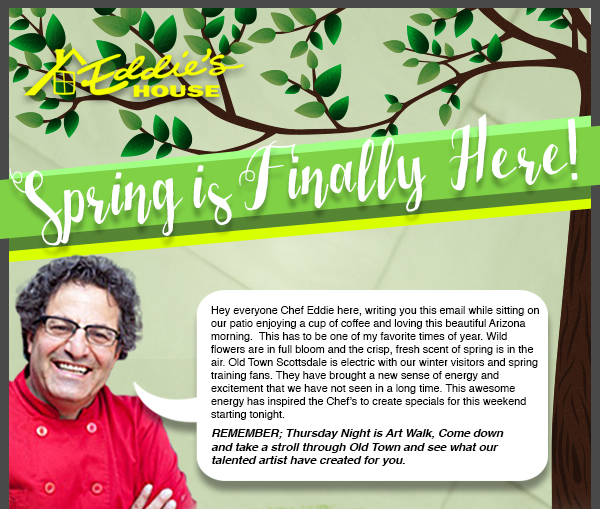 Eddie's
HOUSE
Spring is Finally Here!
Hey everyone Chef Eddie here, writing you this email while sitting on
our patio enjoying a cup of coffee and loving this beautiful Arizona
morning.  This has to be one of my favorite times of year. Wild
flowers are in full bloom and the crisp, fresh scent of spring is in the
air. Old Town Scottsdale is electric with our winter visitors and spring
training fans. They have brought a new sense of energy and
excitement that we have not seen in a long time. This awesome
energy has inspired the Chef's to create specials for this weekend
starting tonight.
REMEMBER; Thursday Night is Art Walk, Come down
and take a stroll through Old Town and see what our
talented artist have created for you.